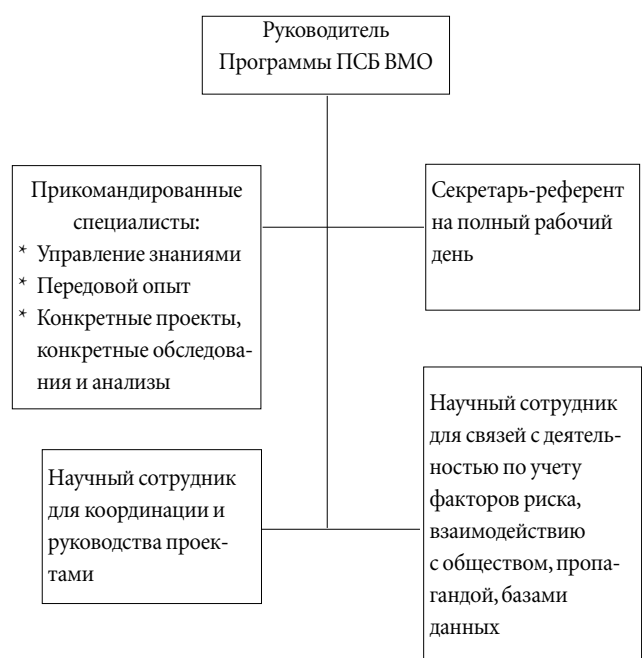 Руководитель
Программы ПСБ ВМО
Прикомандированные
специалисты:
* Управление знаниями
* Передовой опыт
* Конкретные проекты,
конкретные обследова-
ния и анализы
Секретарь-референт
на полный рабочий
день
Научный сотрудник
для координации и
руководства проек-
тами
Научный сотрудник
для связей с деятель-
ностью по учету
факторов риска,
взаимодействию
с обществом, пропа-
гандой, базами
данных